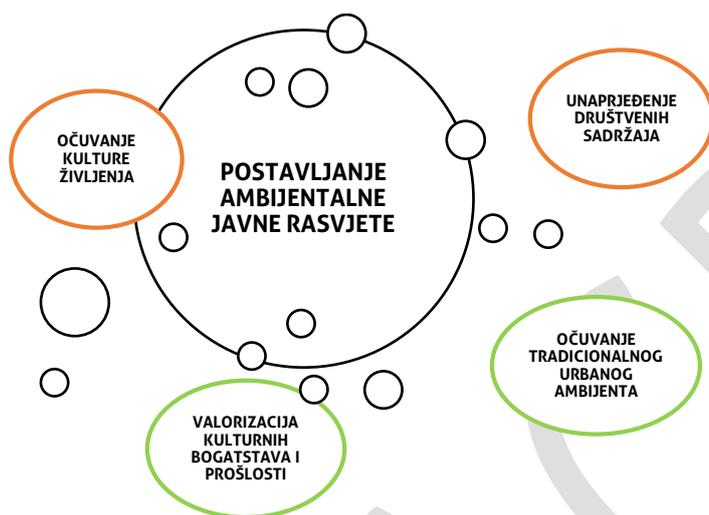 OČUVANJE
KULTURE
ŽIVLJENJA
POSTAVLJANJE
AMBIJENTALNE
JAVNE RASVJETE
UNAPRJEĐENJE
DRUŠTVENIH
SADRŽAJA
OČUVANJE
TRADICIONALNOG
URBANOG
AMBIJENTA
VALORIZACIJA
KULTURNIH
BOGATSTAVA I
PROŠLOSTI